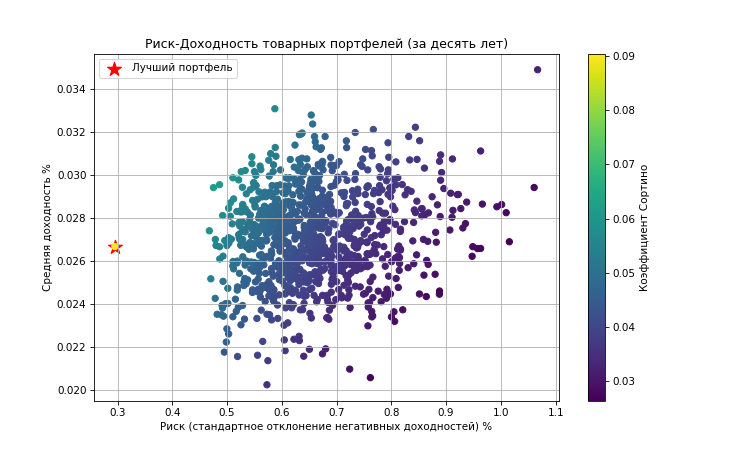 Риск-Доходность товарных портфелей (за десять лет)
Лучший портфель
Средняя доходность %
0.034
0.032
0.030
0.028
0.026
0.024
0.022
0.020
0.3 0.4 0.5 0.6 0.7 0.8 0.9 1.0 1.1
Риск (стандартное отклонение негативных доходностей) %
0.09
0.08
0.07
0.06
0.05
0.04
0.03
Коэффициент Сортино